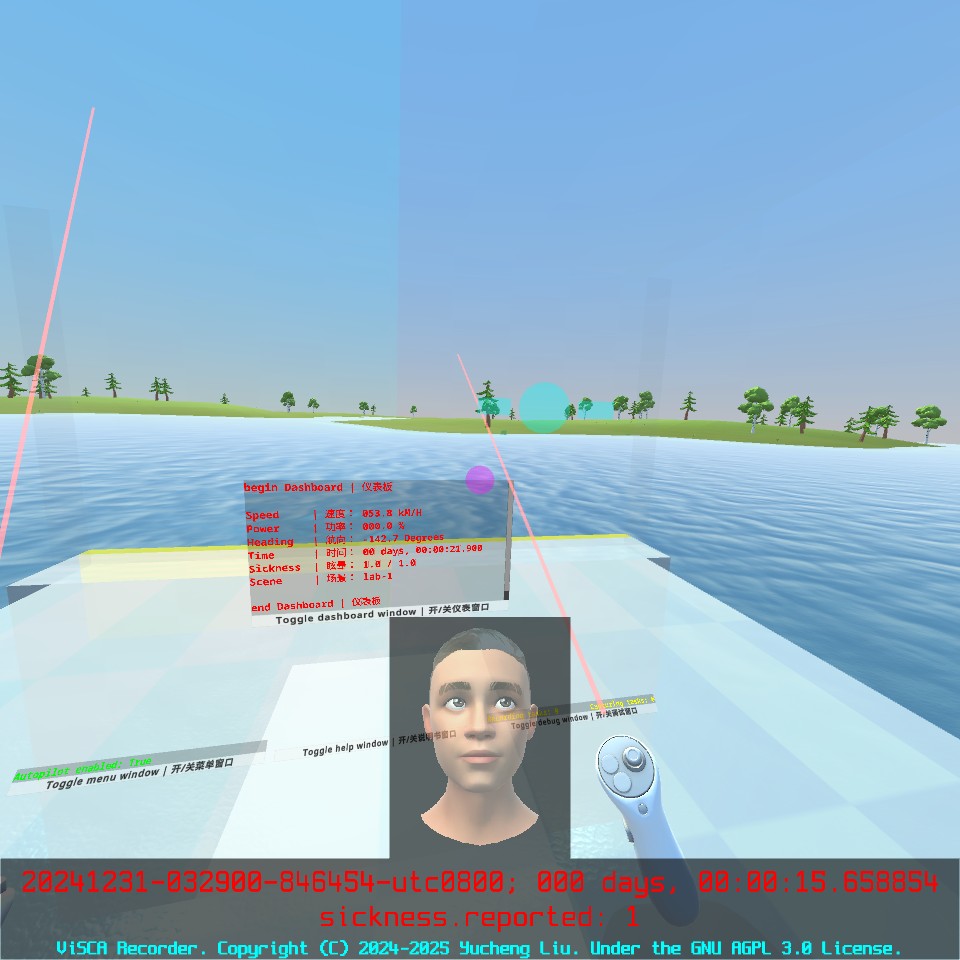 begin Dashboard | 仪表板
Speed | 速度： 053.8 kM/H
Power | 功率： 000.0 %
Heading | 航向： -142.7 Degrees
Time | 时间： 00 days, 00:00:21.900
Sickness | 眩晕： 1.0 / 1.0
Scene | 场景： lab-1
end Dashboard | 仪表板
Toggle dashboard window | 开/关仪表窗口
Toggle debug window | 开/关调试窗口
Toggle help window | 开/关说明书窗口
Autopilot enabled: True
Toggle menu window | 开/关菜单窗口
20241231-032900-846454-utc0800; 000 days, 00:00:15.658854
sickness.reported: 1
ViSCA Recorder. Copyright (C) 2024-2025 Yucheng Liu. Under the GNU AGPL 3.0 License.